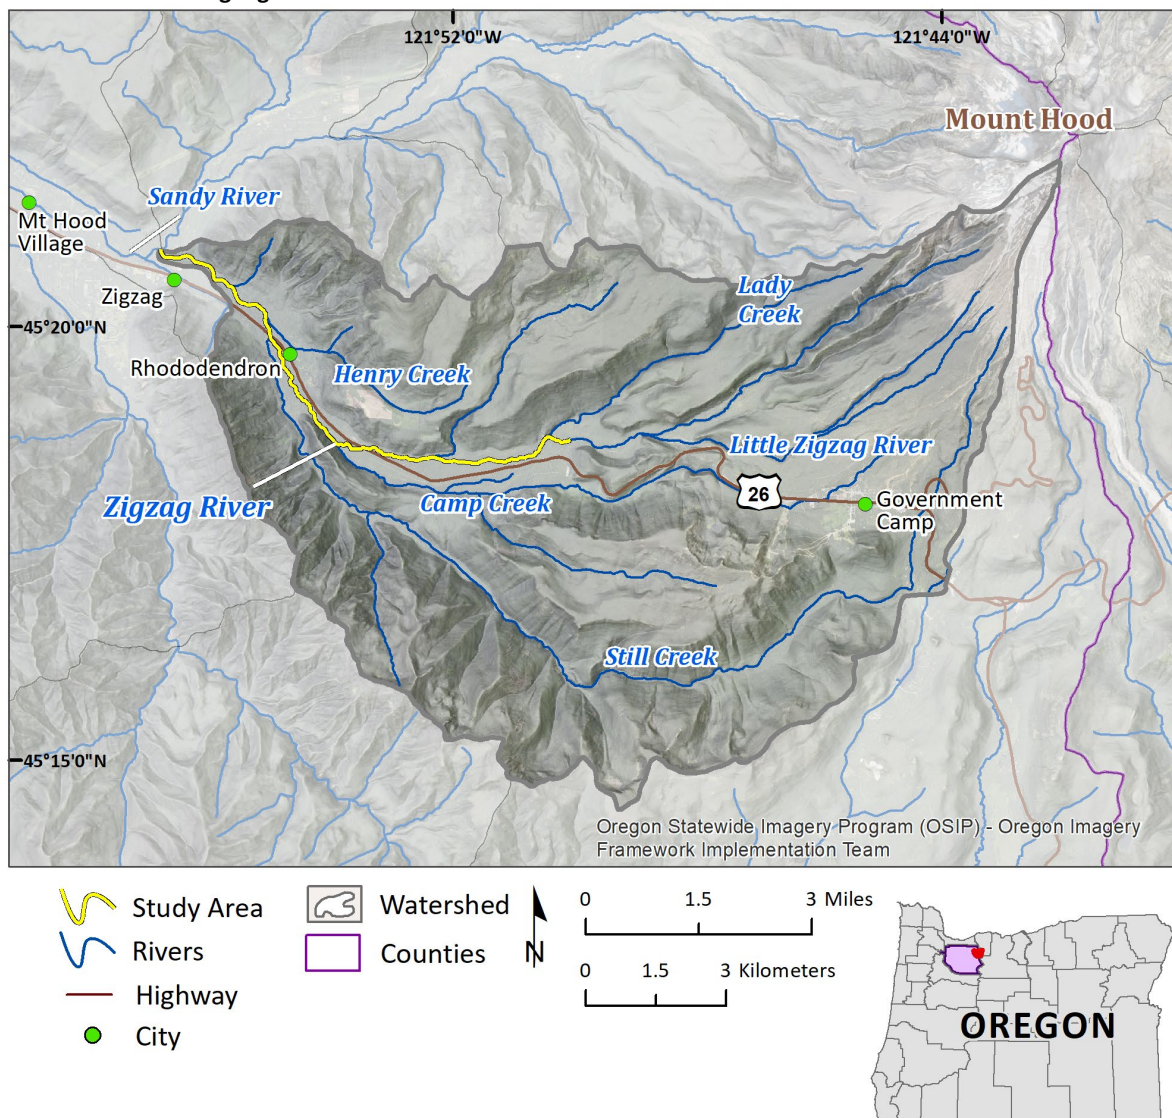 121°52'0"W
121°44'0"W
Mount Hood
Sandy River
Mt Hood
Village
Zigzag
Lady
Creek
45°20'0"N
Rhododendron
Henry Creek
Little Zigzag River
Zigzag River
Camp Creek
26
Government
Camp
Still Creek
45°15'0"N
Oregon Statewide Imagery Program (OSIP) - Oregon Imagery
Framework Implementation Team
Study Area
Rivers
Highway
City
Watershed
Counties
N
0 1.5 3 Miles
0 1.5 3 Kilometers
OREGON